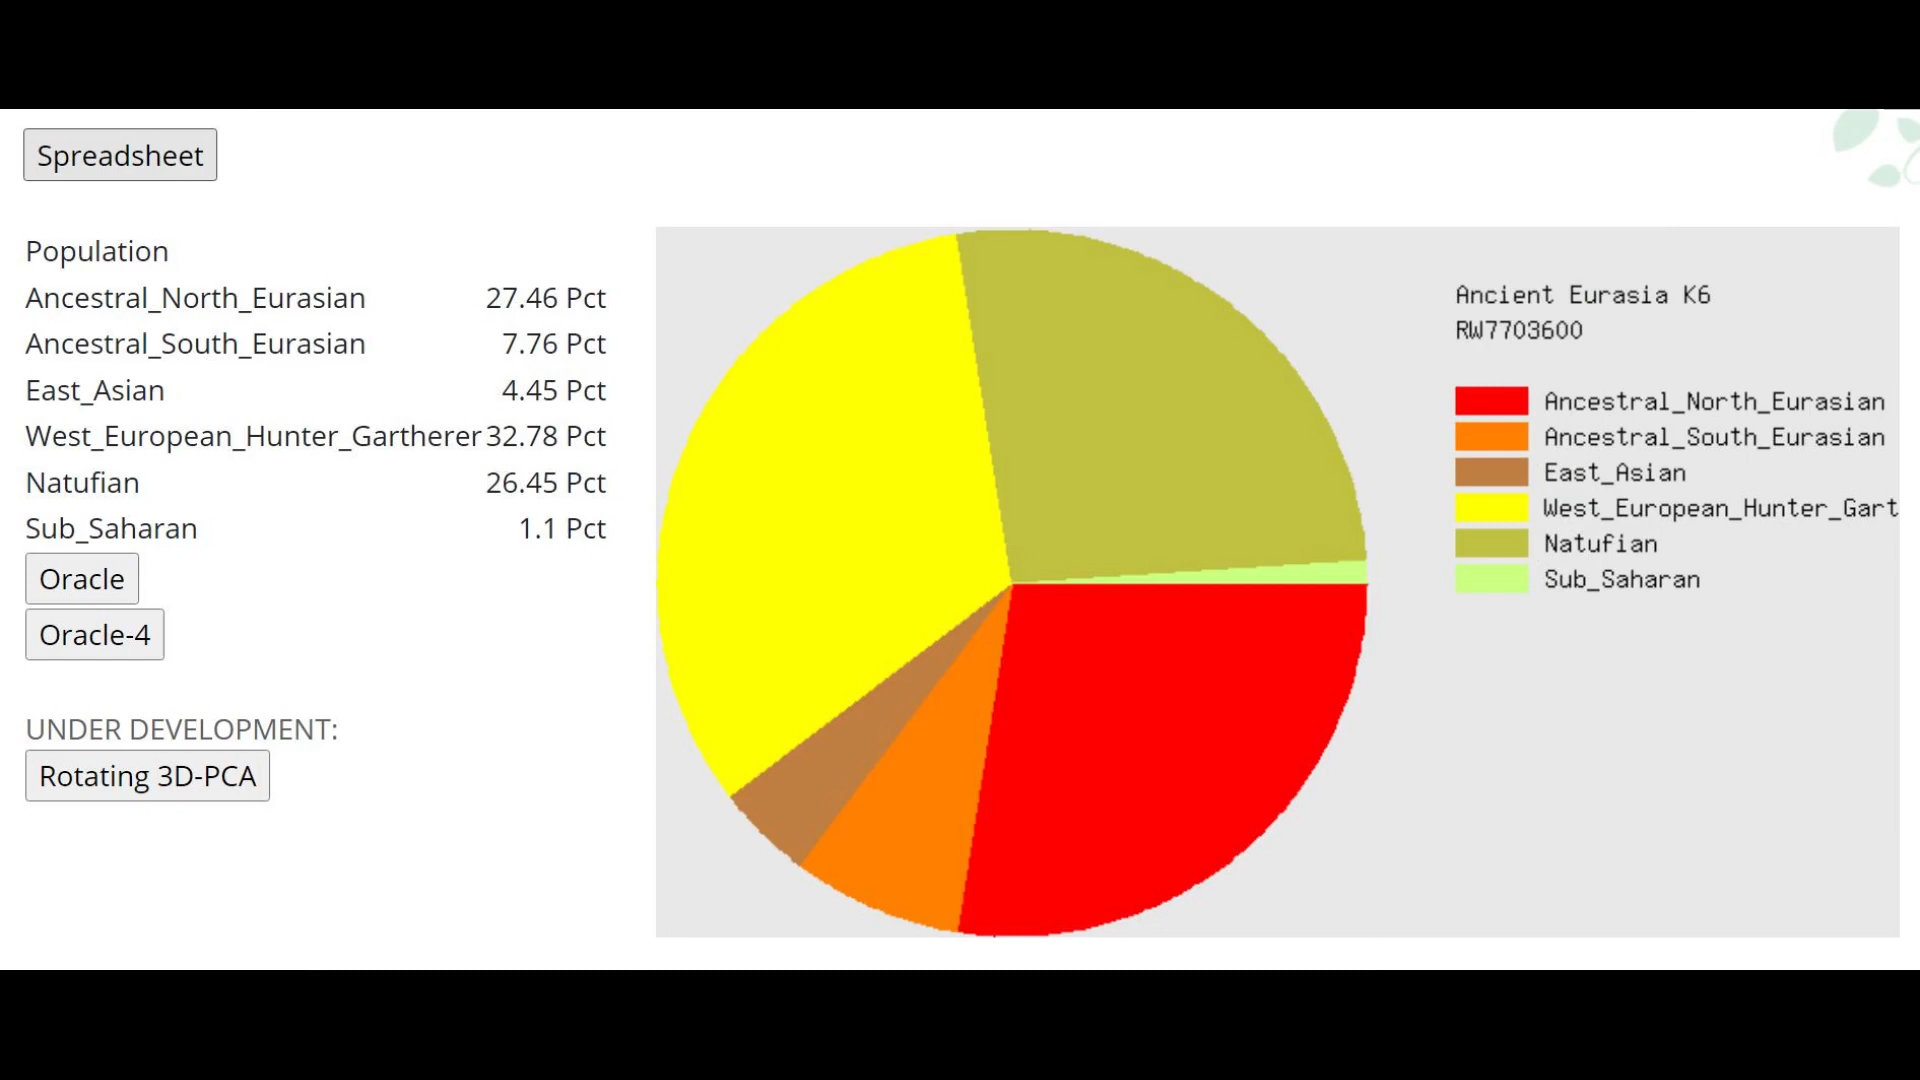 Spreadsheet
Population
Ancestral_North_Eurasian 27.46 Pct
Ancestral_South_Eurasian 7.76 Pct
East_Asian 4.45 Pct
West_European_Hunter_Gartherer 32.78 Pct
Natufian 26.45 Pct
Sub_Saharan 1.1 Pct
Oracle
Oracle-4
UNDER DEVELOPMENT:
Rotating 3D-PCA
Ancient Eurasia K6
RW7703600
Ancestral_North_Eurasian
Ancestral_South_Eurasian
East_Asian
West_European_Hunter_Gart
Natufian
Sub_Saharan